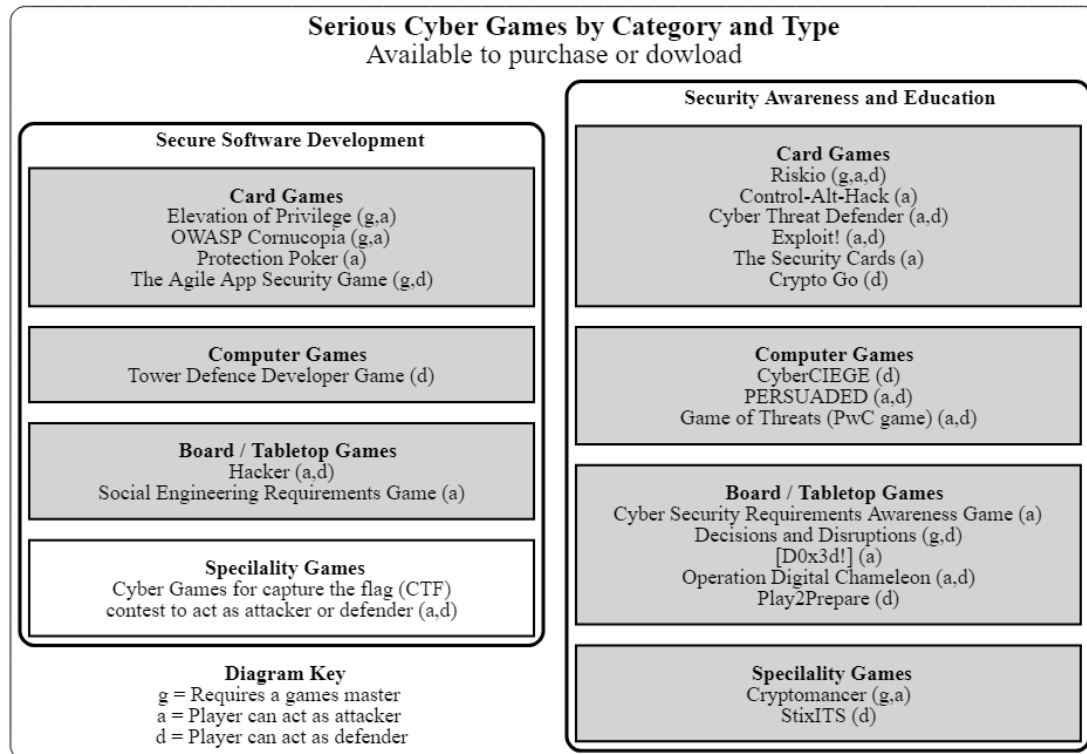 Serious Cyber Games by Category and Type
Available to purchase or dowload
Secure Software Development
Card Games
Elevation of Privilege (g,a)
OWASP Cornucopia (g,a)
Protection Poker (a)
The Agile App Security Game (g,d)
Computer Games
Tower Defence Developer Game (d)
Board / Tabletop Games
Hacker (a,d)
Social Engineering Requirements Game (a)
Specilality Games
Cyber Games for capture the flag (CTF)
contest to act as attacker or defender (a,d)
Diagram Key
g = Requires a games master
a = Player can act as attacker
d = Player can act as defender
Security Awareness and Education
Card Games
Riskio (g,a,d)
Control-Alt-Hack (a)
Cyber Threat Defender (a,d)
Exploit! (a,d)
The Security Cards (a)
Crypto Go (d)
Computer Games
CyberCIEGE (d)
PERSUADED (a,d)
Game of Threats (PwC game) (a,d)
Board / Tabletop Games
Cyber Security Requirements Awareness Game (a)
Decisions and Disruptions (g,d)
[D0x3d!] (a)
Operation Digital Chameleon (a,d)
Play2Prepare (d)
Specilality Games
Cryptomancer (g,a)
StixITS (d)